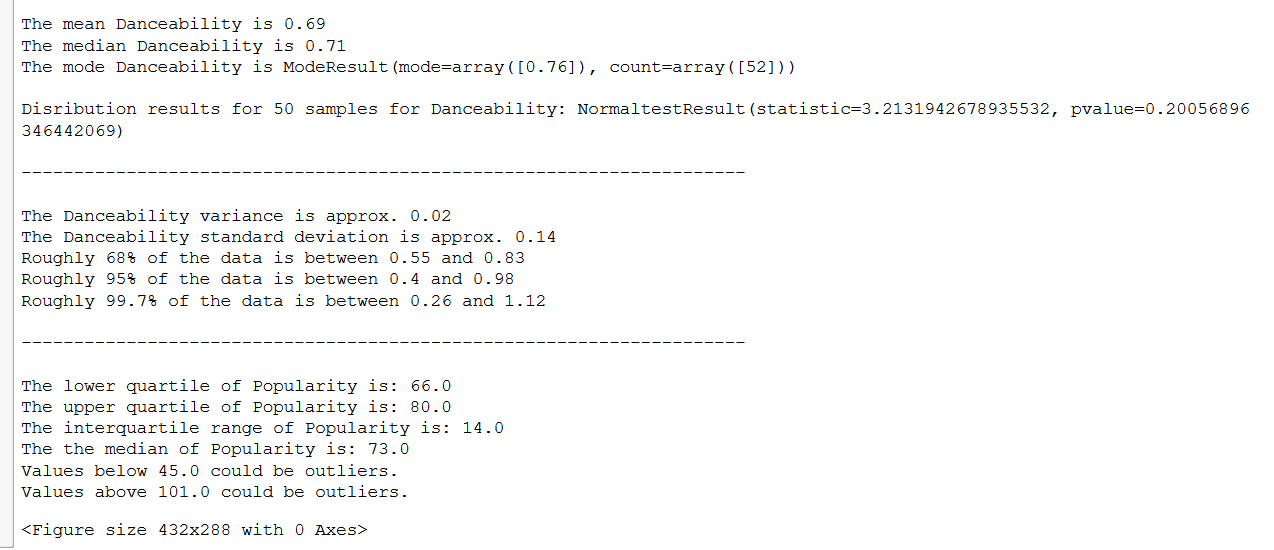 The mean Danceability is 0.69
The median Danceability is 0.71
The mode Danceability is ModeResult(mode=array([0.76]), count=array([52]))
Disribution results for 50 samples for Danceability: NormaltestResult(statistic=3.2131942678935532, pvalue=0.20056896
346442069)
---------------------------------------------------------------------
The Danceability variance is approx. 0.02
The Danceability standard deviation is approx. 0.14
Roughly 68% of the data is between 0.55 and 0.83
Roughly 95% of the data is between 0.4 and 0.98
Roughly 99.7% of the data is between 0.26 and 1.12
---------------------------------------------------------------------
The lower quartile of Popularity is: 66.0
The upper quartile of Popularity is: 80.0
The interquartile range of Popularity is: 14.0
The the median of Popularity is: 73.0
Values below 45.0 could be outliers.
Values above 101.0 could be outliers.
<Figure size 432x288 with 0 Axes>